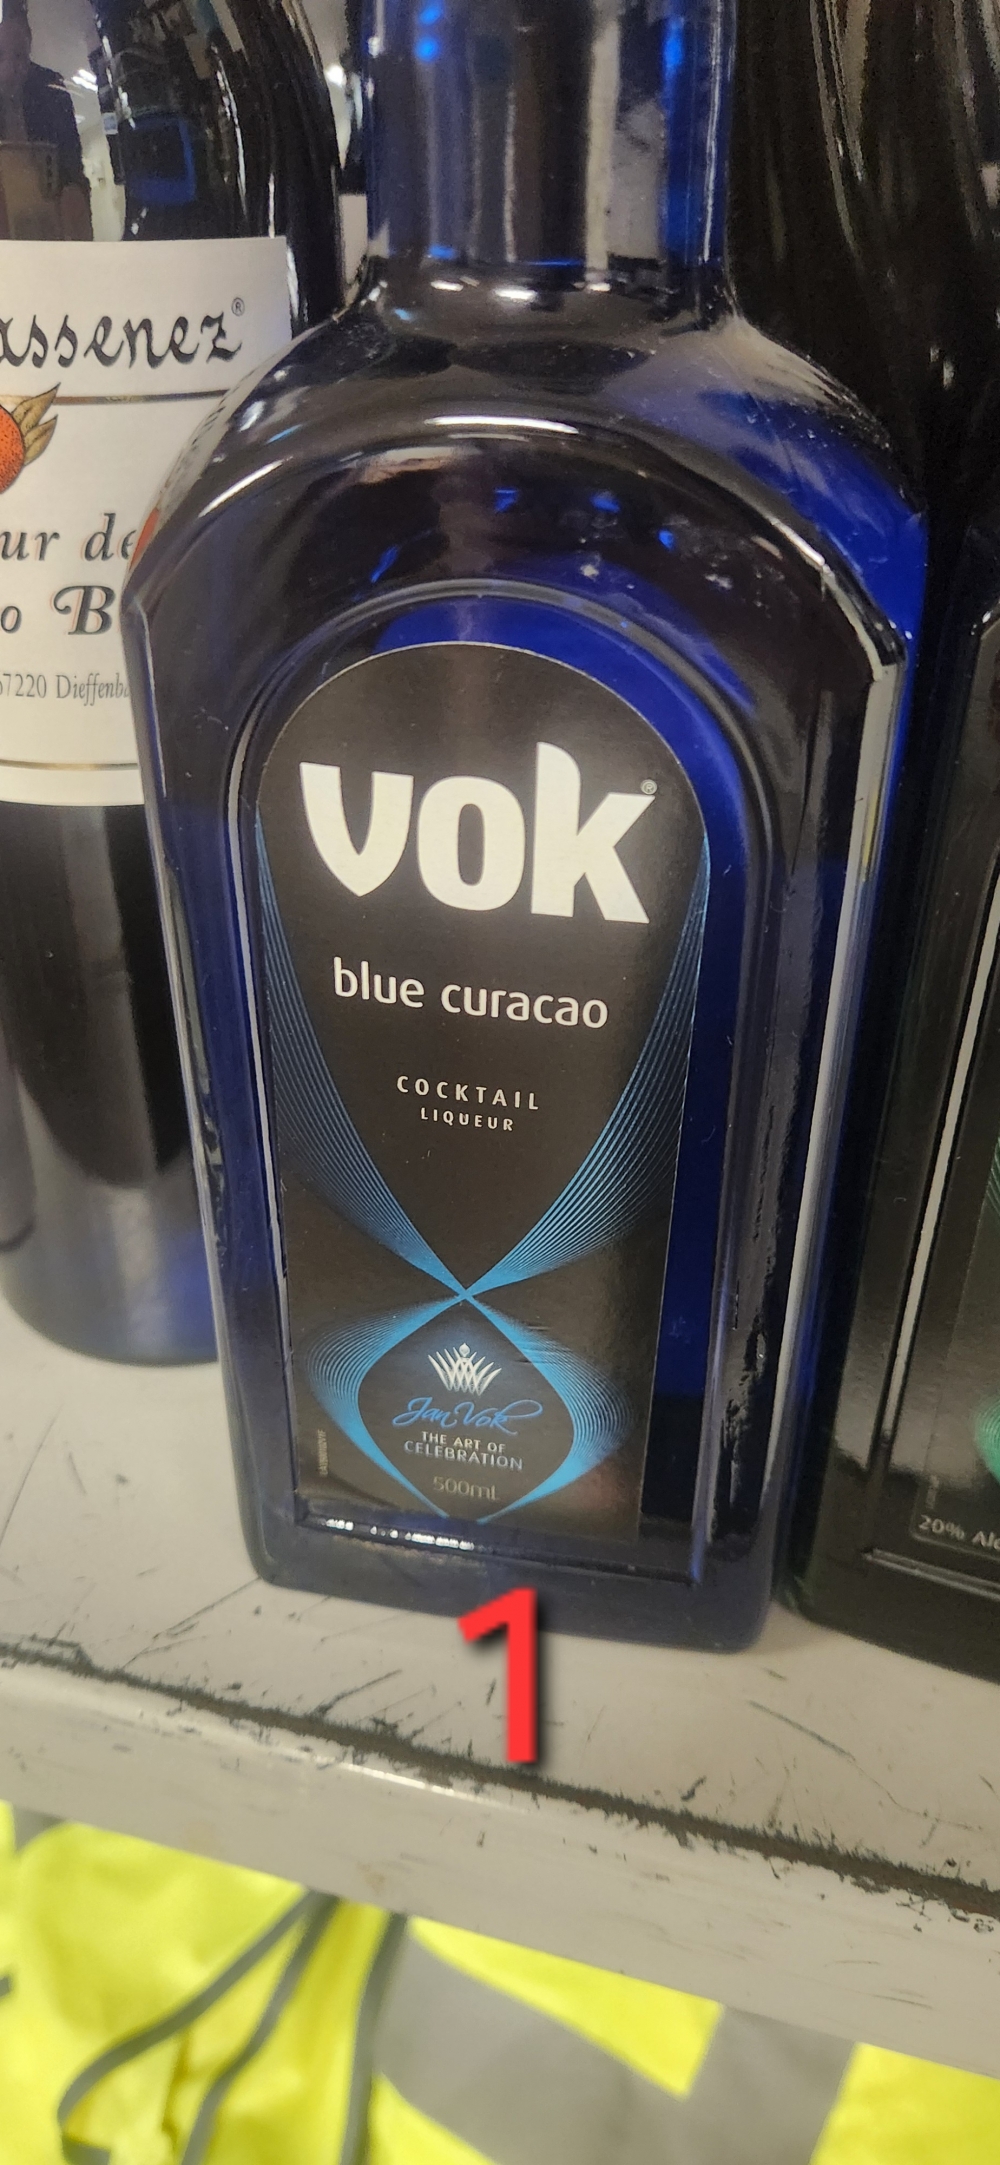 assenez®
ur de
o B
67220 Dieffenba
vok®
blue curacao
COCKTAIL
LIQUEUR
Jan Vok
THE ART OF
CELEBRATION
500mL
20% Alc
1